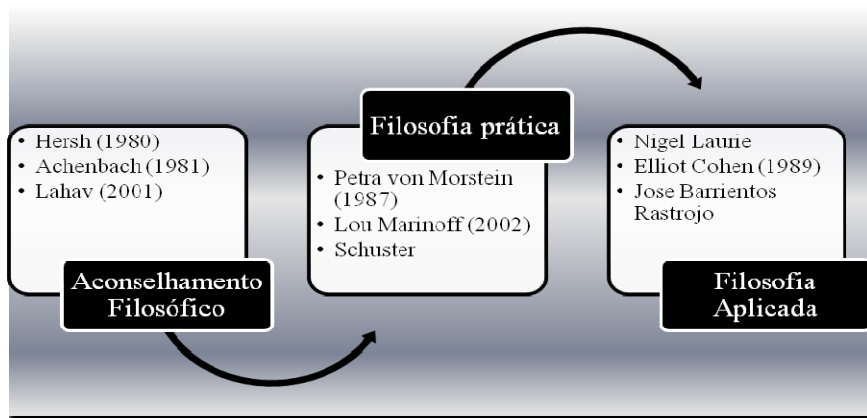 • Hersh (1980)
• Achenbach (1981)
• Lahav (2001)
Aconselhamento
Filosófico
Filosofia prática
• Petra von Morstein
(1987)
• Lou Marinoff (2002)
• Schuster
• Nigel Laurie
• Elliot Cohen (1989)
• Jose Barrientos
Rastrojo
Filosofia
Aplicada